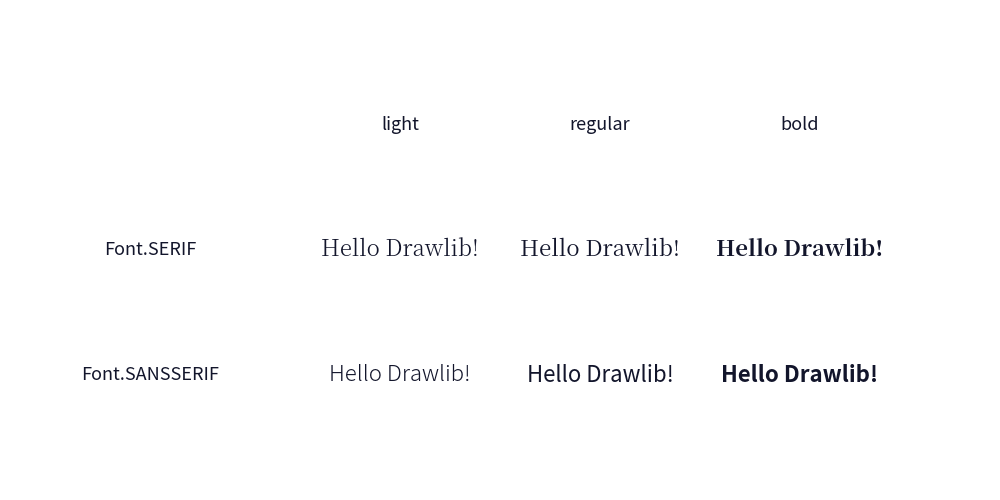 light regular bold
Font.SERIF Hello Drawlib! Hello Drawlib! Hello Drawlib!
Font.SANSSERIF Hello Drawlib! Hello Drawlib! Hello Drawlib!